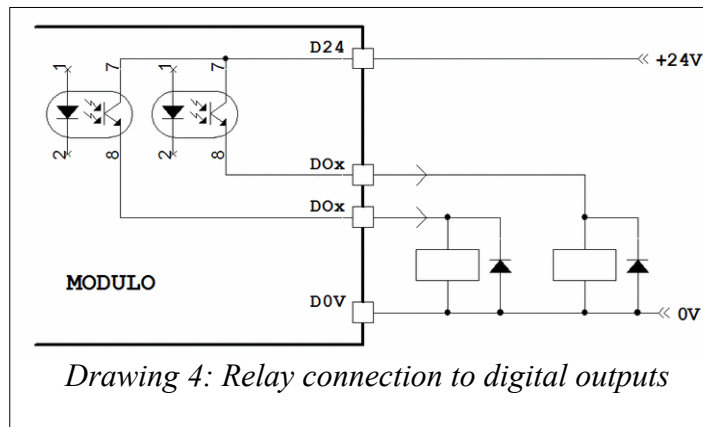 D24
+24V
1
7
1
7
2
8
2
8
DOx
DOx
MODULO
D0V
0V
Drawing 4: Relay connection to digital outputs